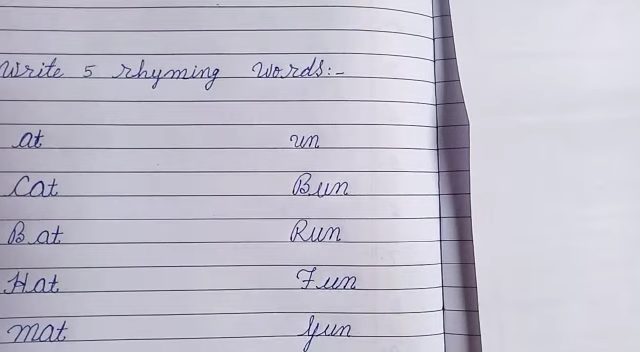 Write 5 rhyming words:-
at un
Cat Bun
Bat Run
Hat Fun
mat Gun